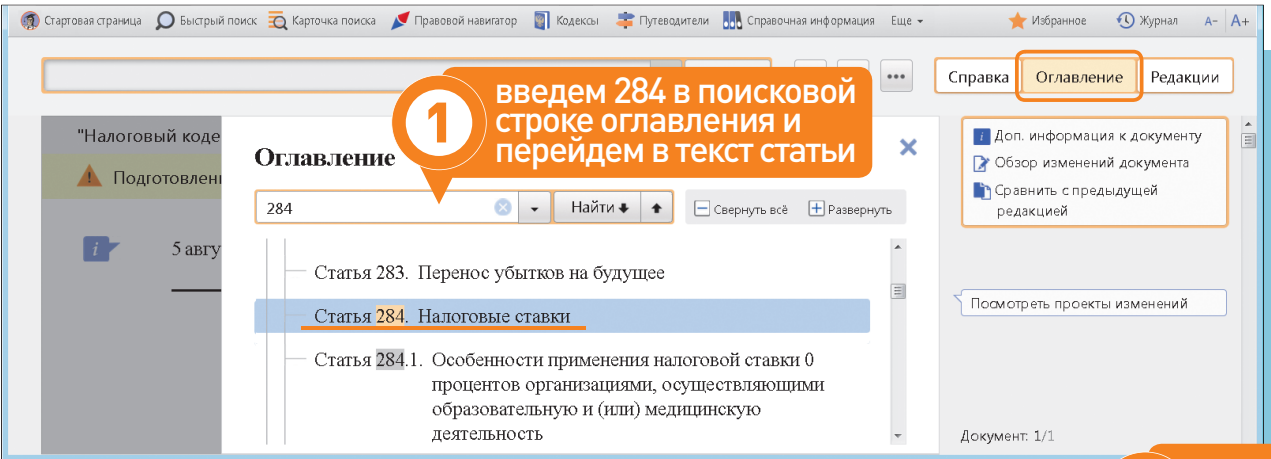 Стартовая страница Быстрый поиск Карточка поиска Правовой навигатор Кодексы Путеводители Справочная информация Еще Избранное Журнал А- А+
Справка Оглавление Редакции
1
введем 284 в поисковой
строке оглавления и
перейдем в текст статьи
"Налоговый коде
Подготовлен
5 авгу
Оглавление
284 Найти Свернуть всё Развернуть
Статья 283. Перенос убытков на будущее
Статья 284. Налоговые ставки
Статья 284.1. Особенности применения налоговой ставки 0
процентов организациями, осуществляющими
образовательную и (или) медицинскую
деятельность
Доп. информация к документу
Обзор изменений документа
Сравнить с предыдущей
редакцией
Посмотреть проекты изменений
Документ: 1/1